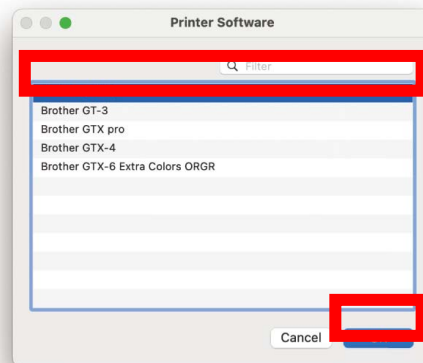 Printer Software
Filter
Brother GT-3
Brother GTX pro
Brother GTX-4
Brother GTX-6 Extra Colors ORGR
Cancel